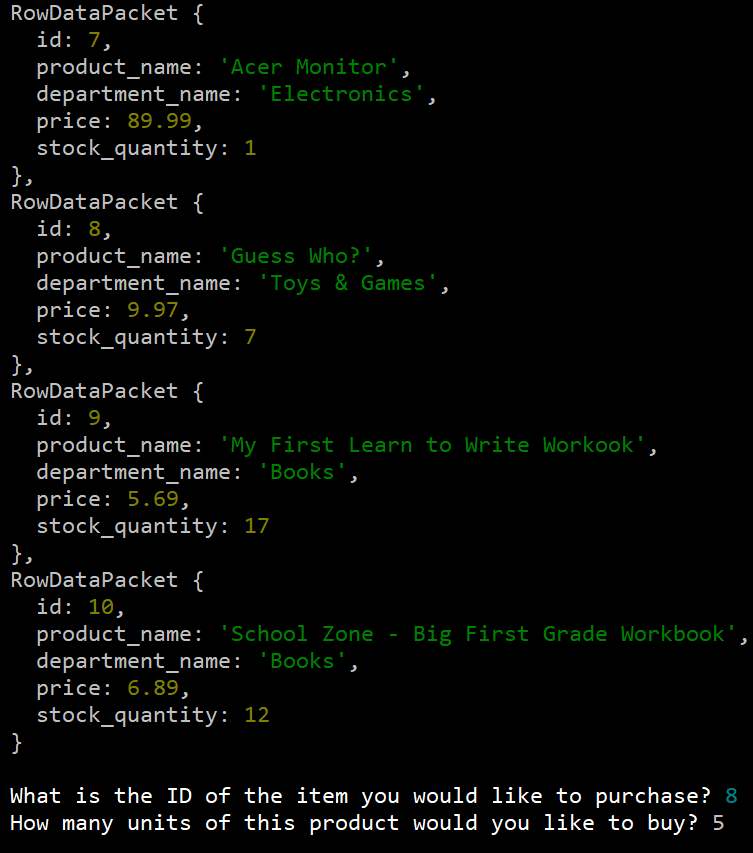 RowDataPacket {
  id: 7,
  product_name: 'Acer Monitor',
  department_name: 'Electronics',
  price: 89.99,
  stock_quantity: 1
},
RowDataPacket {
  id: 8,
  product_name: 'Guess Who?',
  department_name: 'Toys & Games',
  price: 9.97,
  stock_quantity: 7
},
RowDataPacket {
  id: 9,
  product_name: 'My First Learn to Write Workook',
  department_name: 'Books',
  price: 5.69,
  stock_quantity: 17
},
RowDataPacket {
  id: 10,
  product_name: 'School Zone - Big First Grade Workbook',
  department_name: 'Books',
  price: 6.89,
  stock_quantity: 12
}
What is the ID of the item you would like to purchase? 8
How many units of this product would you like to buy? 5